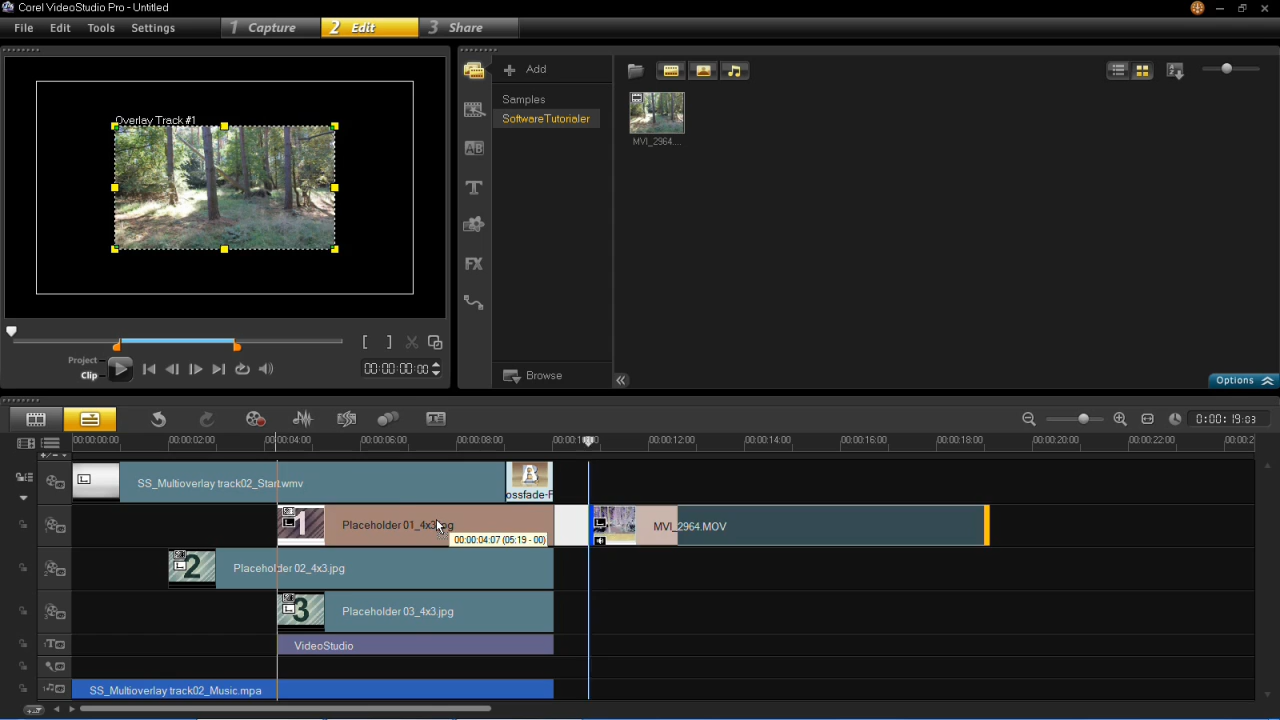 Corel VideoStudio Pro - Untitled
File Edit Tools Settings 1 Capture 2 Edit 3 Share
Overlay Track #1
Add
Samples
SoftwareTutorialer
MVI_2964....
Project
Clip
00:00:00:00
Browse
Options
0:00: 19:03
00:00:00:00 00:00:02:00 00:00:04:00 00:00:06:00 00:00:08:00 00:00:12:00 00:00:14:00 00:00:16:00 00:00:18:00 00:00:20:00 00:00:22:00
SS_Multioverlay track02_Start.wmv
B
ossfade-F
1
Placeholder 01_4x3.jpg
MVI_2964.MOV
00:00:04:07 (05:19 - 00)
2
Placeholder 02_4x3.jpg
3
Placeholder 03_4x3.jpg
VideoStudio
SS_Multioverlay track02_Music.mpa